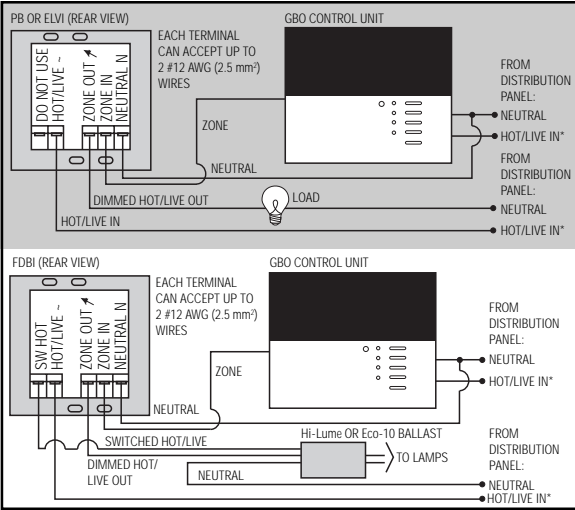 PB OR ELVI (REAR VIEW)
EACH TERMINAL
CAN ACCEPT UP TO
2 #12 AWG (2.5 mm²)
WIRES
GBO CONTROL UNIT
DO NOT USE
HOT/LIVE ~
ZONE OUT
ZONE IN
NEUTRAL N
FROM
DISTRIBUTION
PANEL:
NEUTRAL
HOT/LIVE IN*
ZONE
NEUTRAL
FROM
DISTRIBUTION
PANEL:
NEUTRAL
HOT/LIVE IN*
DIMMED HOT/LIVE OUT
LOAD
HOT/LIVE IN
FDBI (REAR VIEW)
EACH TERMINAL
CAN ACCEPT UP TO
2 #12 AWG (2.5 mm²)
WIRES
GBO CONTROL UNIT
SW HOT
HOT/LIVE ~
ZONE OUT
ZONE IN
NEUTRAL N
FROM
DISTRIBUTION
PANEL:
NEUTRAL
HOT/LIVE IN*
ZONE
NEUTRAL
SWITCHED HOT/LIVE
Hi-Lume OR Eco-10 BALLAST
TO LAMPS
DIMMED HOT/
LIVE OUT
NEUTRAL
FROM
DISTRIBUTION
PANEL:
NEUTRAL
HOT/LIVE IN*